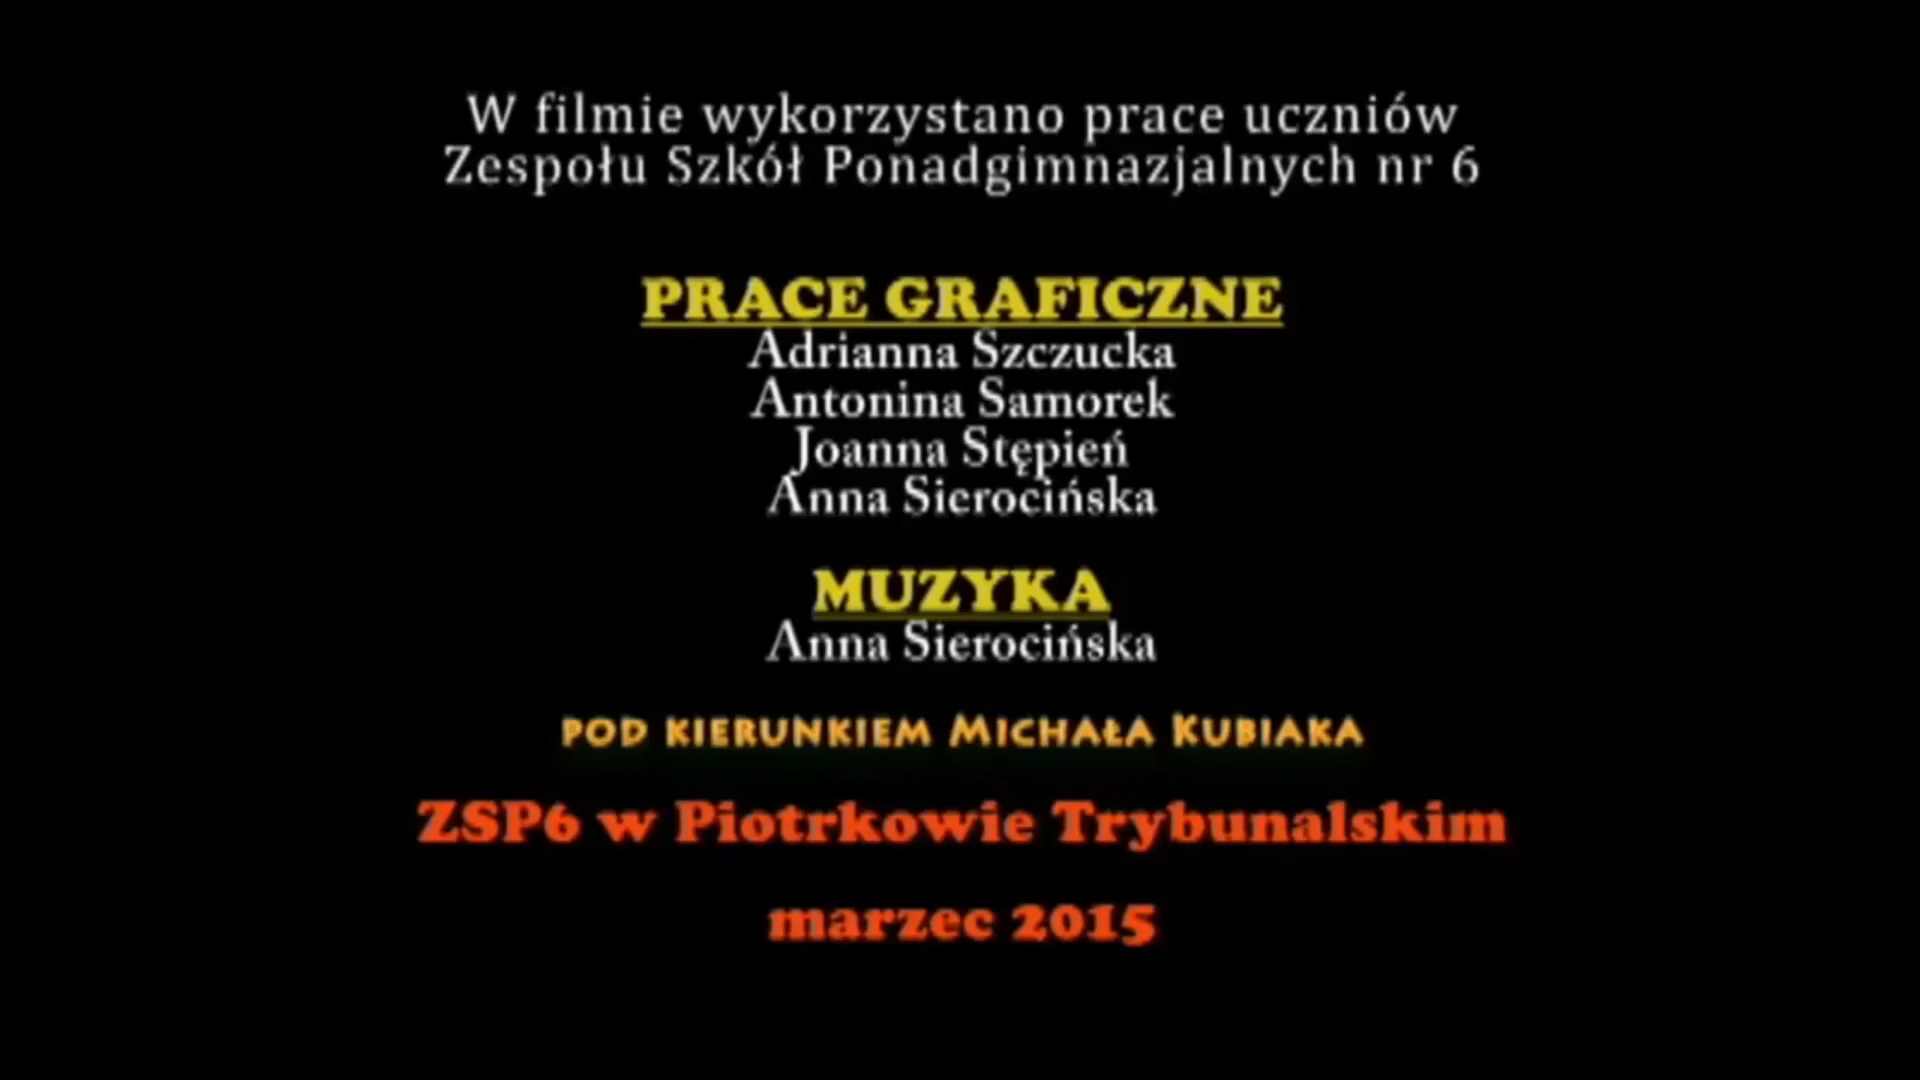 W filmie wykorzystano prace uczniów
Zespołu Szkół Ponadgimnazjalnych nr 6
PRACE GRAFICZNE
Adrianna Szczucka
Antonina Samorek
Joanna Stępień
Anna Sierocińska
MUZYKA
Anna Sierocińska
POD KIERUNKIEM MICHAŁA KUBIAKA
ZSP6 w Piotrkowie Trybunalskim
marzec 2015